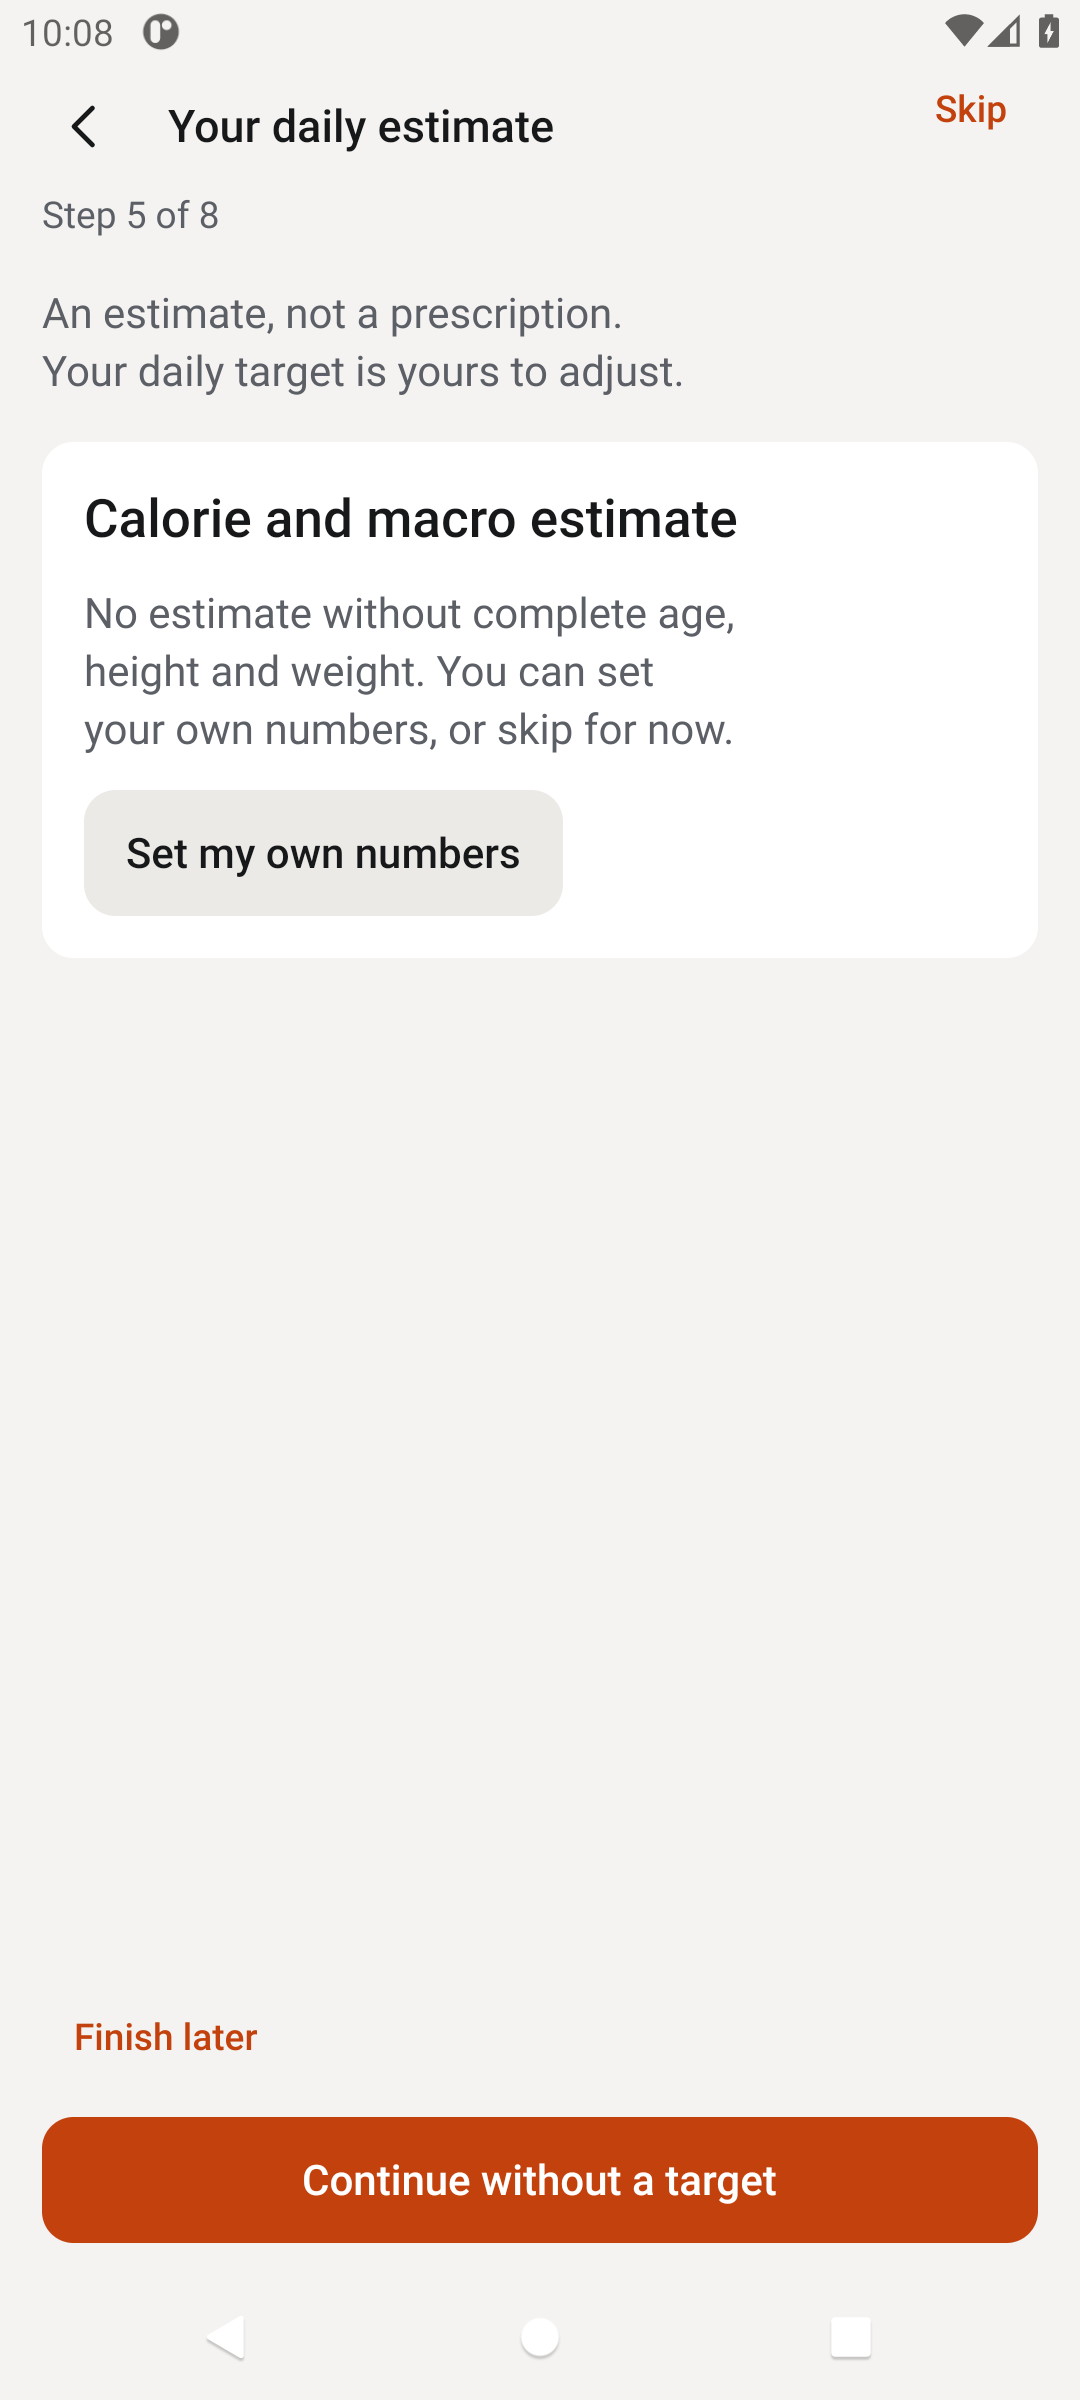 10:08
Your daily estimate
Skip
Step 5 of 8
An estimate, not a prescription.
Your daily target is yours to adjust.
Calorie and macro estimate
No estimate without complete age,
height and weight. You can set
your own numbers, or skip for now.
Set my own numbers
Finish later
Continue without a target